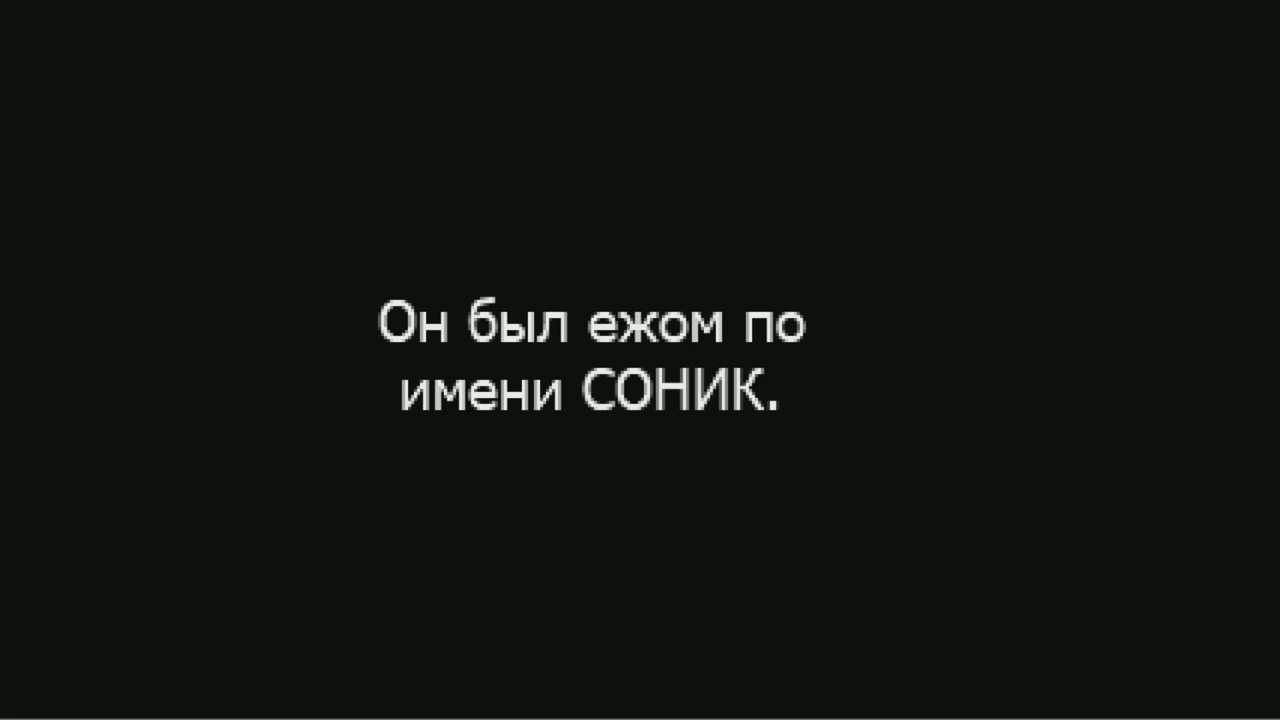 Он был ежом по
имени СОНИК.